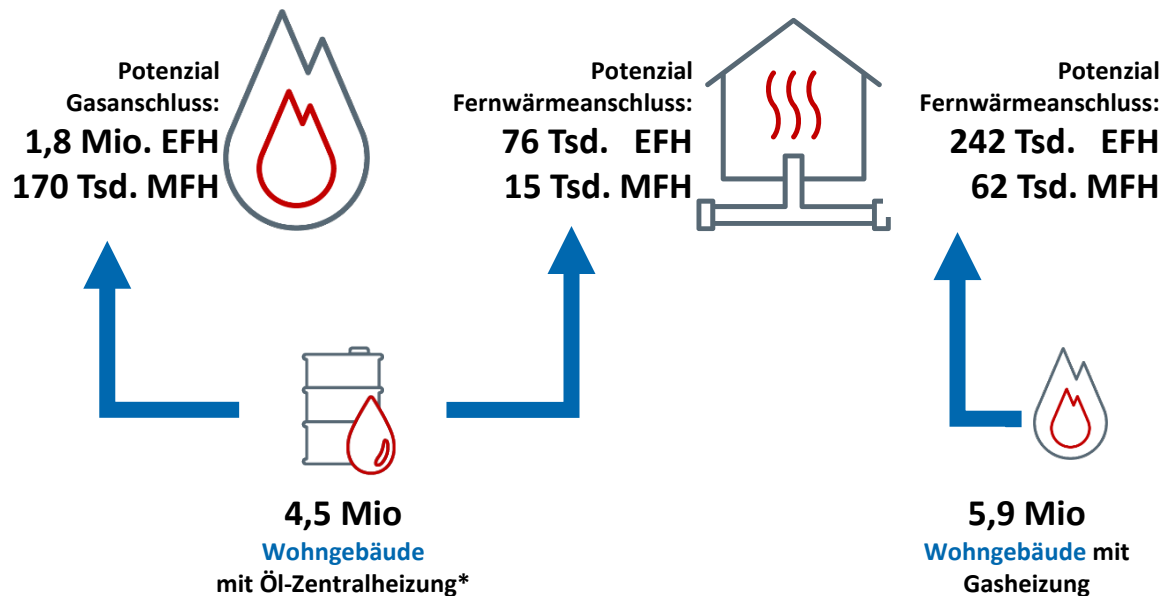 Potenzial
Gasanschluss:
1,8 Mio. EFH
170 Tsd. MFH
Potenzial
Fernwärmeanschluss:
76 Tsd. EFH
15 Tsd. MFH
Potenzial
Fernwärmeanschluss:
242 Tsd. EFH
62 Tsd. MFH
4,5 Mio
Wohngebäude
mit Öl-Zentralheizung*
5,9 Mio
Wohngebäude mit
Gasheizung